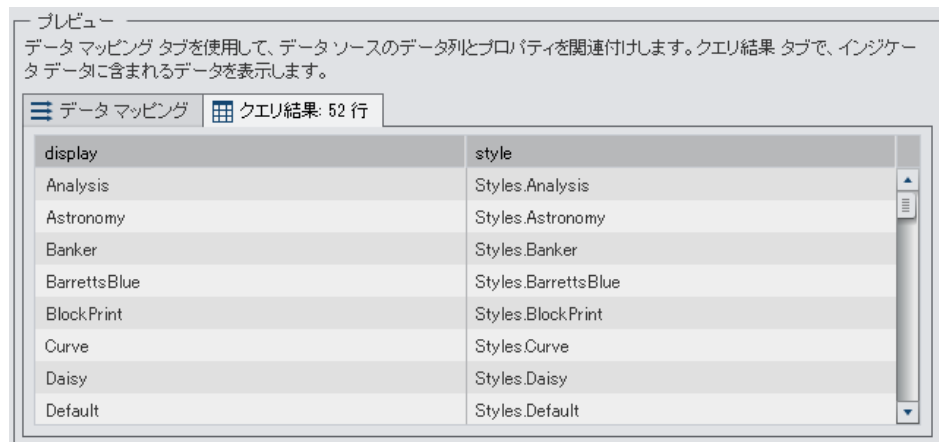 プレビュー
データ マッピング タブを使用して、データ ソースのデータ列とプロパティを関連付けします。クエリ結果 タブで、インジケー
タ データに含まれるデータを表示します。
データ マッピング クエリ結果: 52 行
display style
Analysis Styles.Analysis
Astronomy Styles.Astronomy
Banker Styles.Banker
BarrettsBlue Styles.BarrettsBlue
BlockPrint Styles.BlockPrint
Curve Styles.Curve
Daisy Styles.Daisy
Default Styles.Default